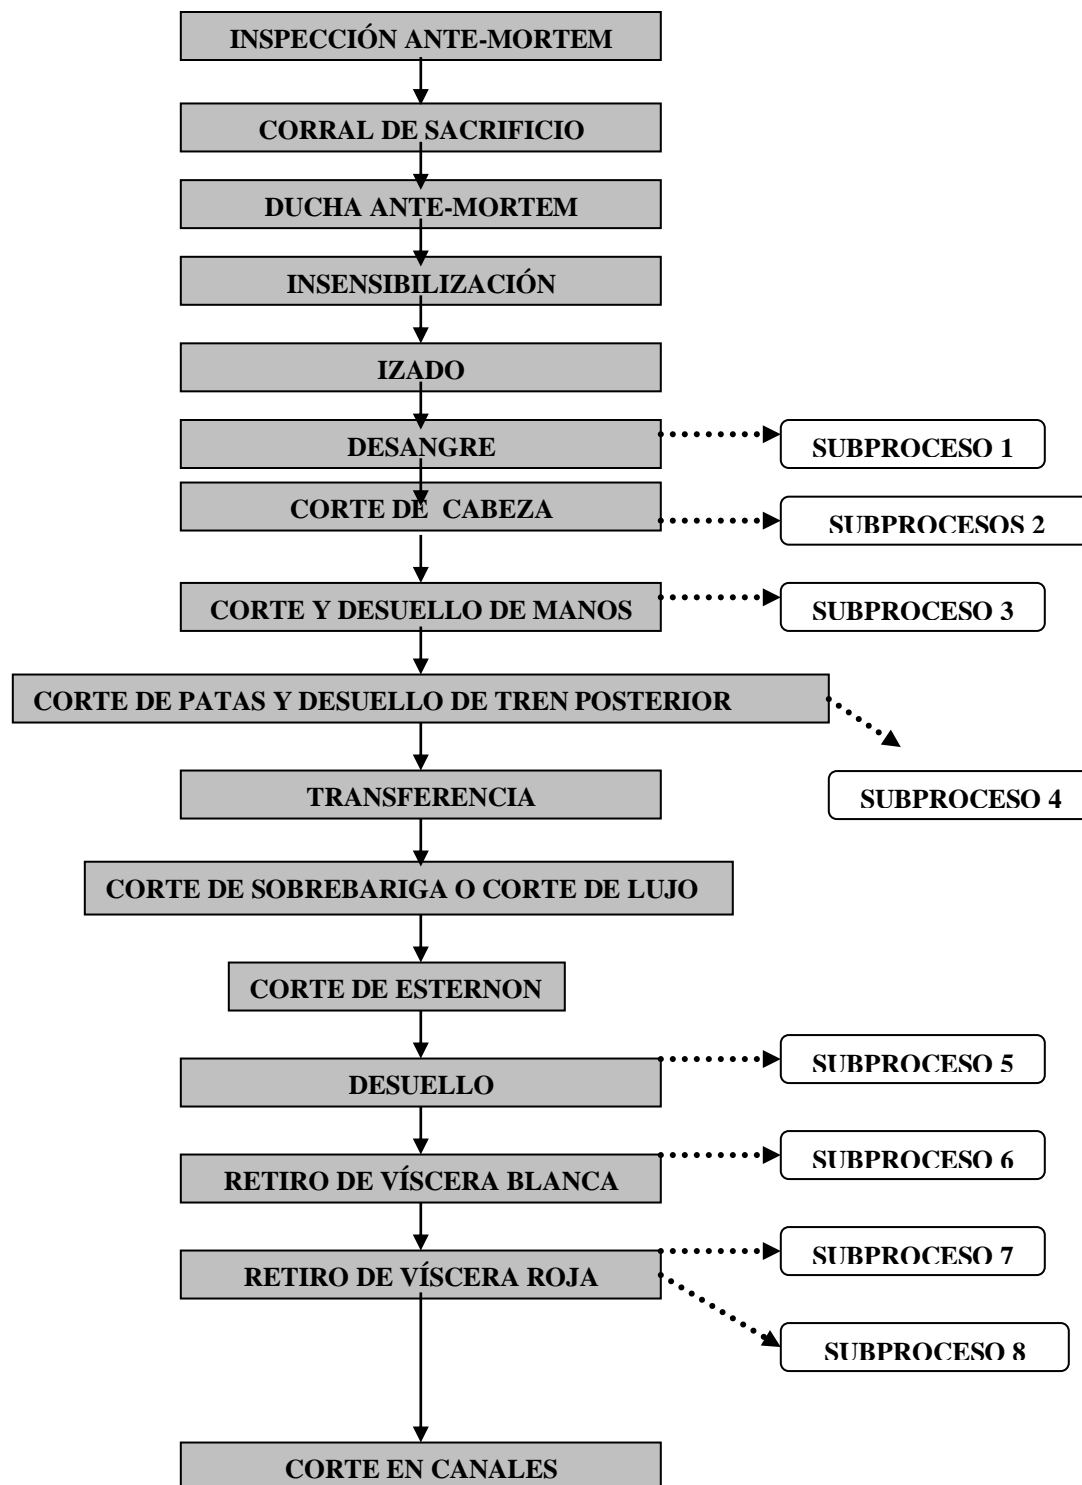 INSPECCIÓN ANTE-MORTEM
CORRAL DE SACRIFICIO
DUCHA ANTE-MORTEM
INSENSIBILIZACIÓN
IZADO
DESANGRE
SUBPROCESO 1
CORTE DE CABEZA
SUBPROCESOS 2
CORTE Y DESUELLO DE MANOS
SUBPROCESO 3
CORTE DE PATAS Y DESUELLO DE TREN POSTERIOR
TRANSFERENCIA
SUBPROCESO 4
CORTE DE SOBREBARIGA O CORTE DE LUJO
CORTE DE ESTERNON
SUBPROCESO 5
DESUELLO
SUBPROCESO 6
RETIRO DE VÍSCERA BLANCA
SUBPROCESO 7
RETIRO DE VÍSCERA ROJA
SUBPROCESO 8
CORTE EN CANALES